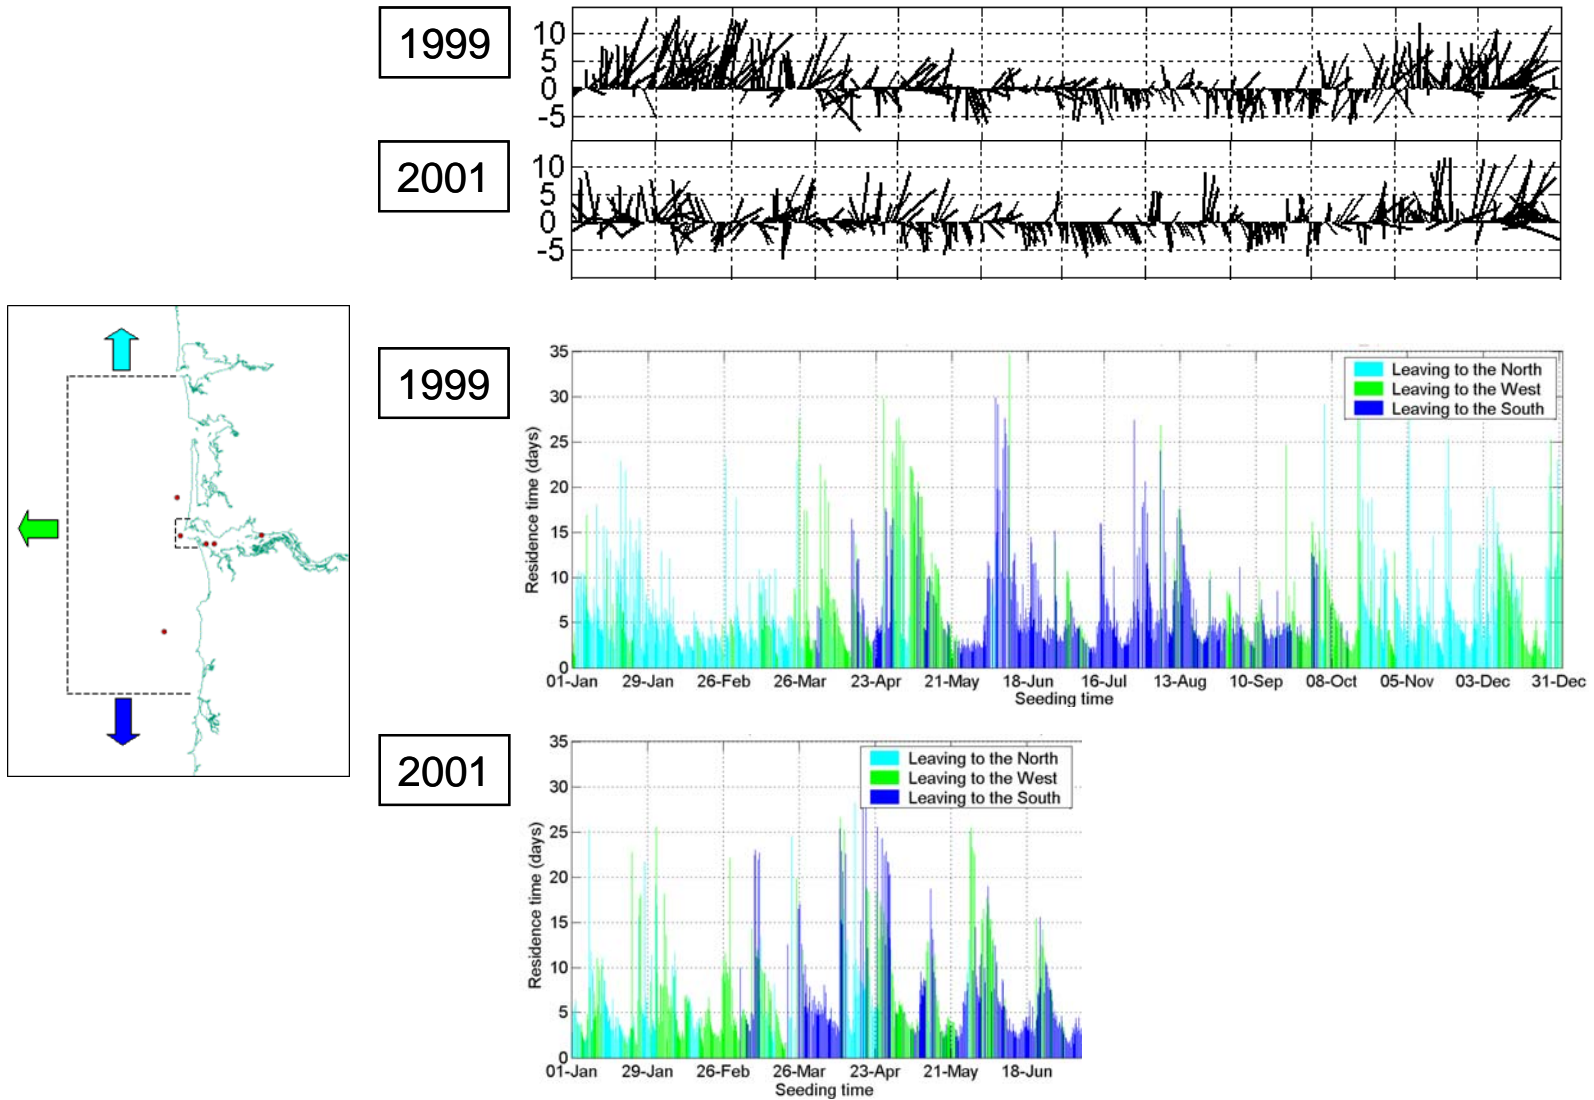 1999
10
5
0
-5
2001
10
5
0
-5
1999
35
30
25
20
15
10
5
0
Residence time (days)
Leaving to the North
Leaving to the West
Leaving to the South
01-Jan 29-Jan 26-Feb 26-Mar 23-Apr 21-May 18-Jun 16-Jul 13-Aug 10-Sep 08-Oct 05-Nov 03-Dec 31-Dec
Seeding time
2001
35
30
25
20
15
10
5
0
Residence time (days)
Leaving to the North
Leaving to the West
Leaving to the South
01-Jan 29-Jan 26-Feb 26-Mar 23-Apr 21-May 18-Jun
Seeding time